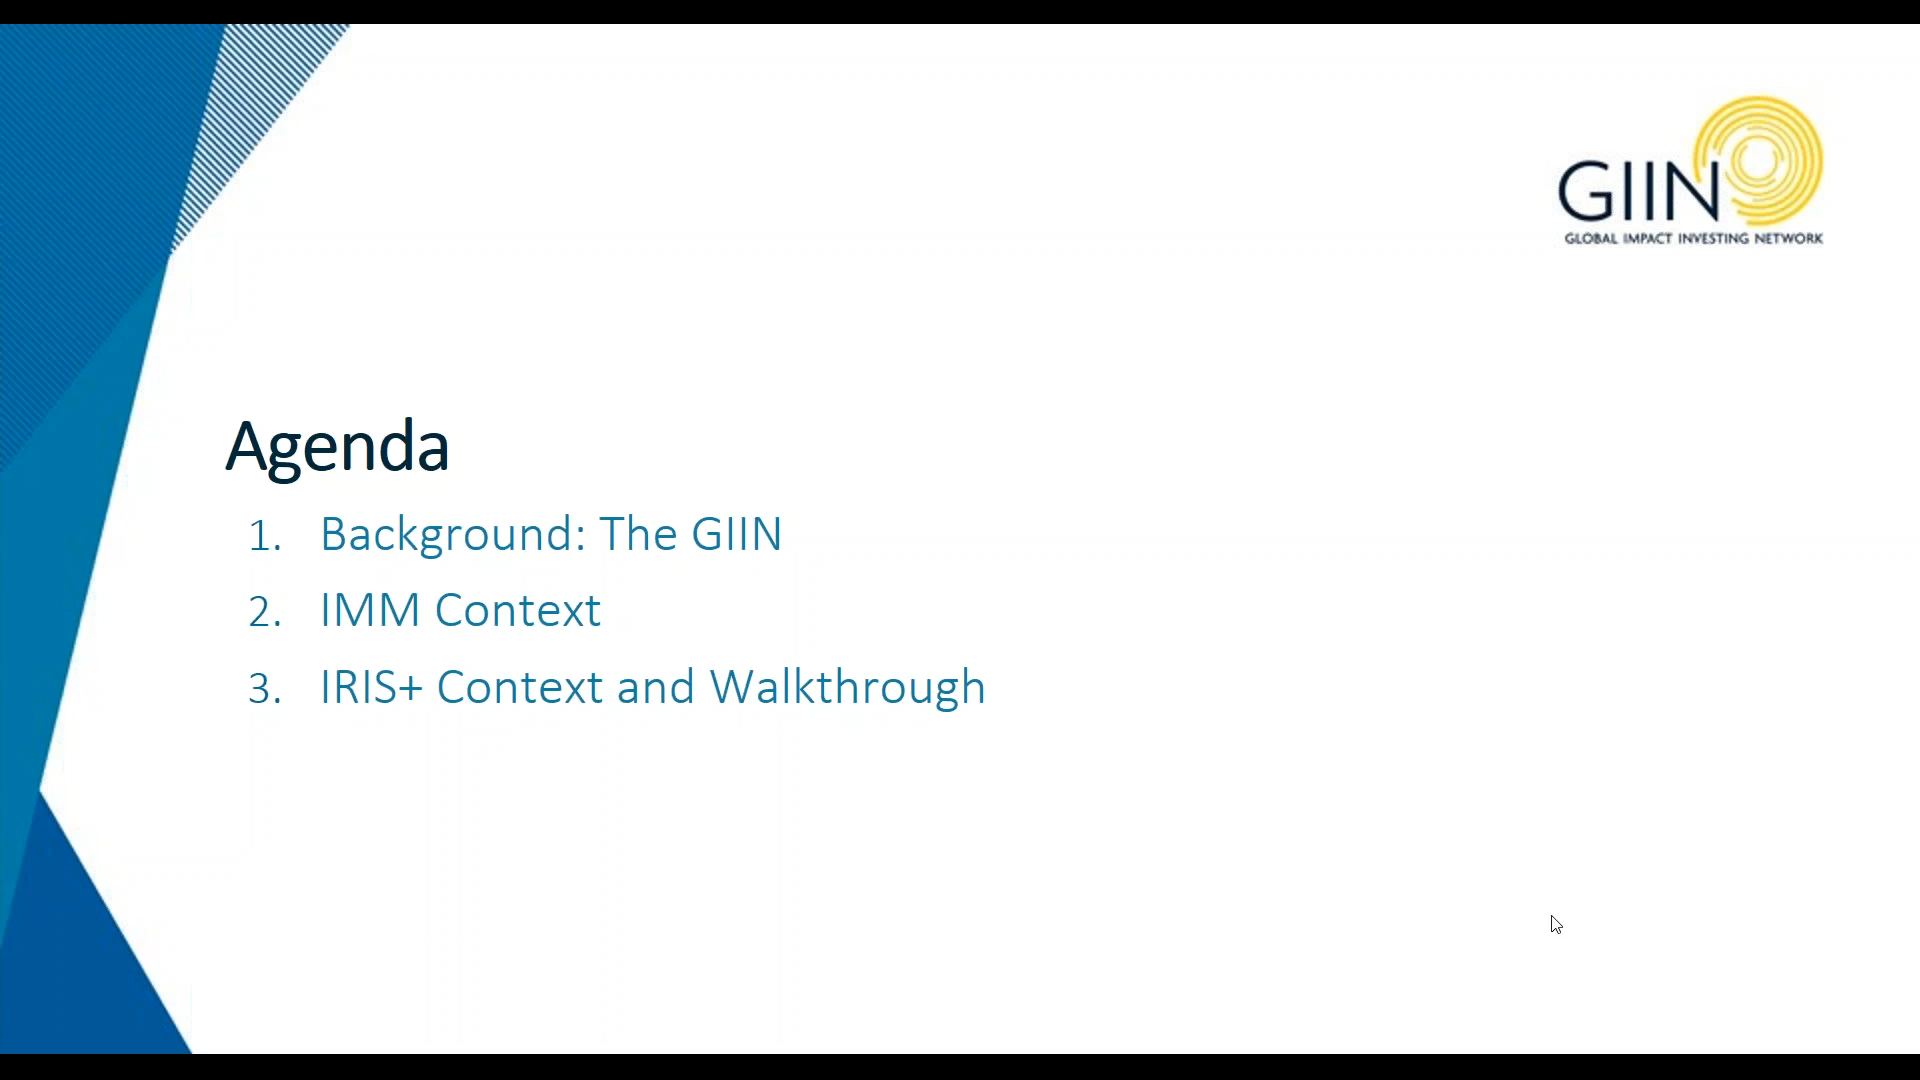 GIIN
GLOBAL IMPACT INVESTING NETWORK
Agenda
1. Background: The GIIN
2. IMM Context
3. IRIS+ Context and Walkthrough